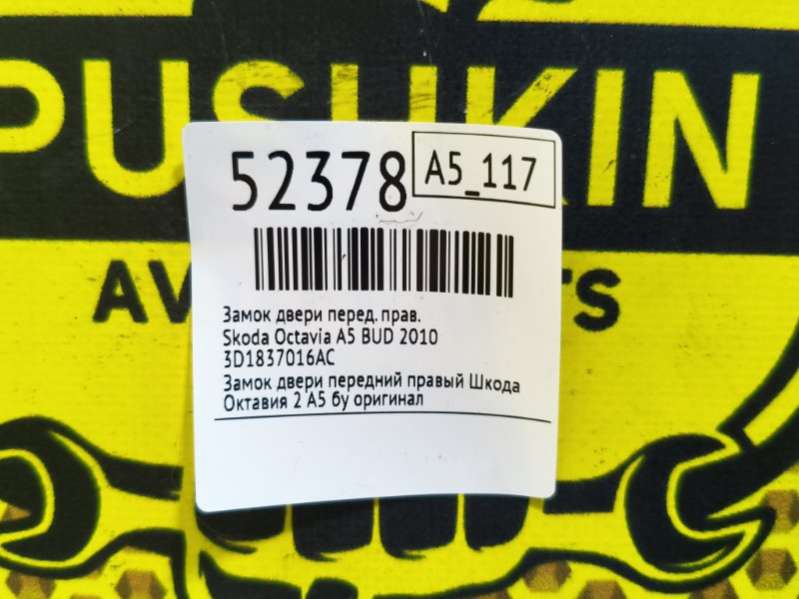 PUSHKIN
52378
A5_117
AV
TS
Замок двери перед. прав.
Skoda Octavia A5 BUD 2010
3D1837016AC
Замок двери передний правый Шкода
Октавия 2 А5 бу оригинал